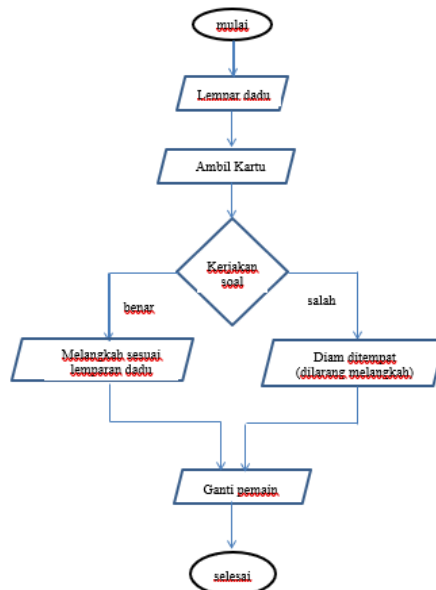 mulai
Lempar dadu
Ambil Kartu
Kerjakan
soal
benar
salah
Melangkah sesuai
lemparan dadu
Diam ditempat
(dilarang melangkah)
Ganti pemain
selesai